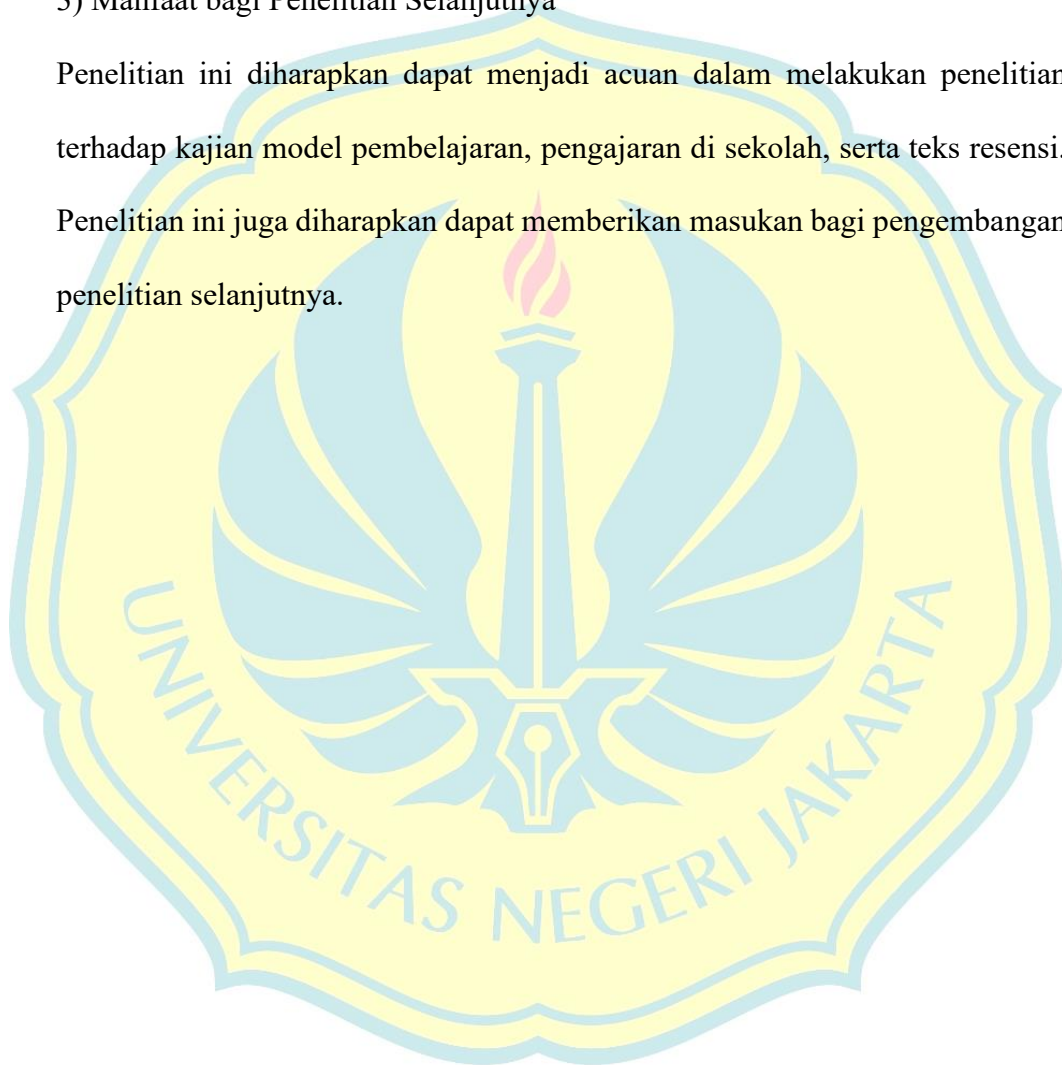 3) Manfaat bagi Penelitian Selanjutnya
Penelitian ini diharapkan dapat menjadi acuan dalam melakukan penelitian
terhadap kajian model pembelajaran, pengajaran di sekolah, serta teks resensi.
Penelitian ini juga diharapkan dapat memberikan masukan bagi pengembangan
penelitian selanjutnya.
UNIVERSITAS NEGERI JAKARTA